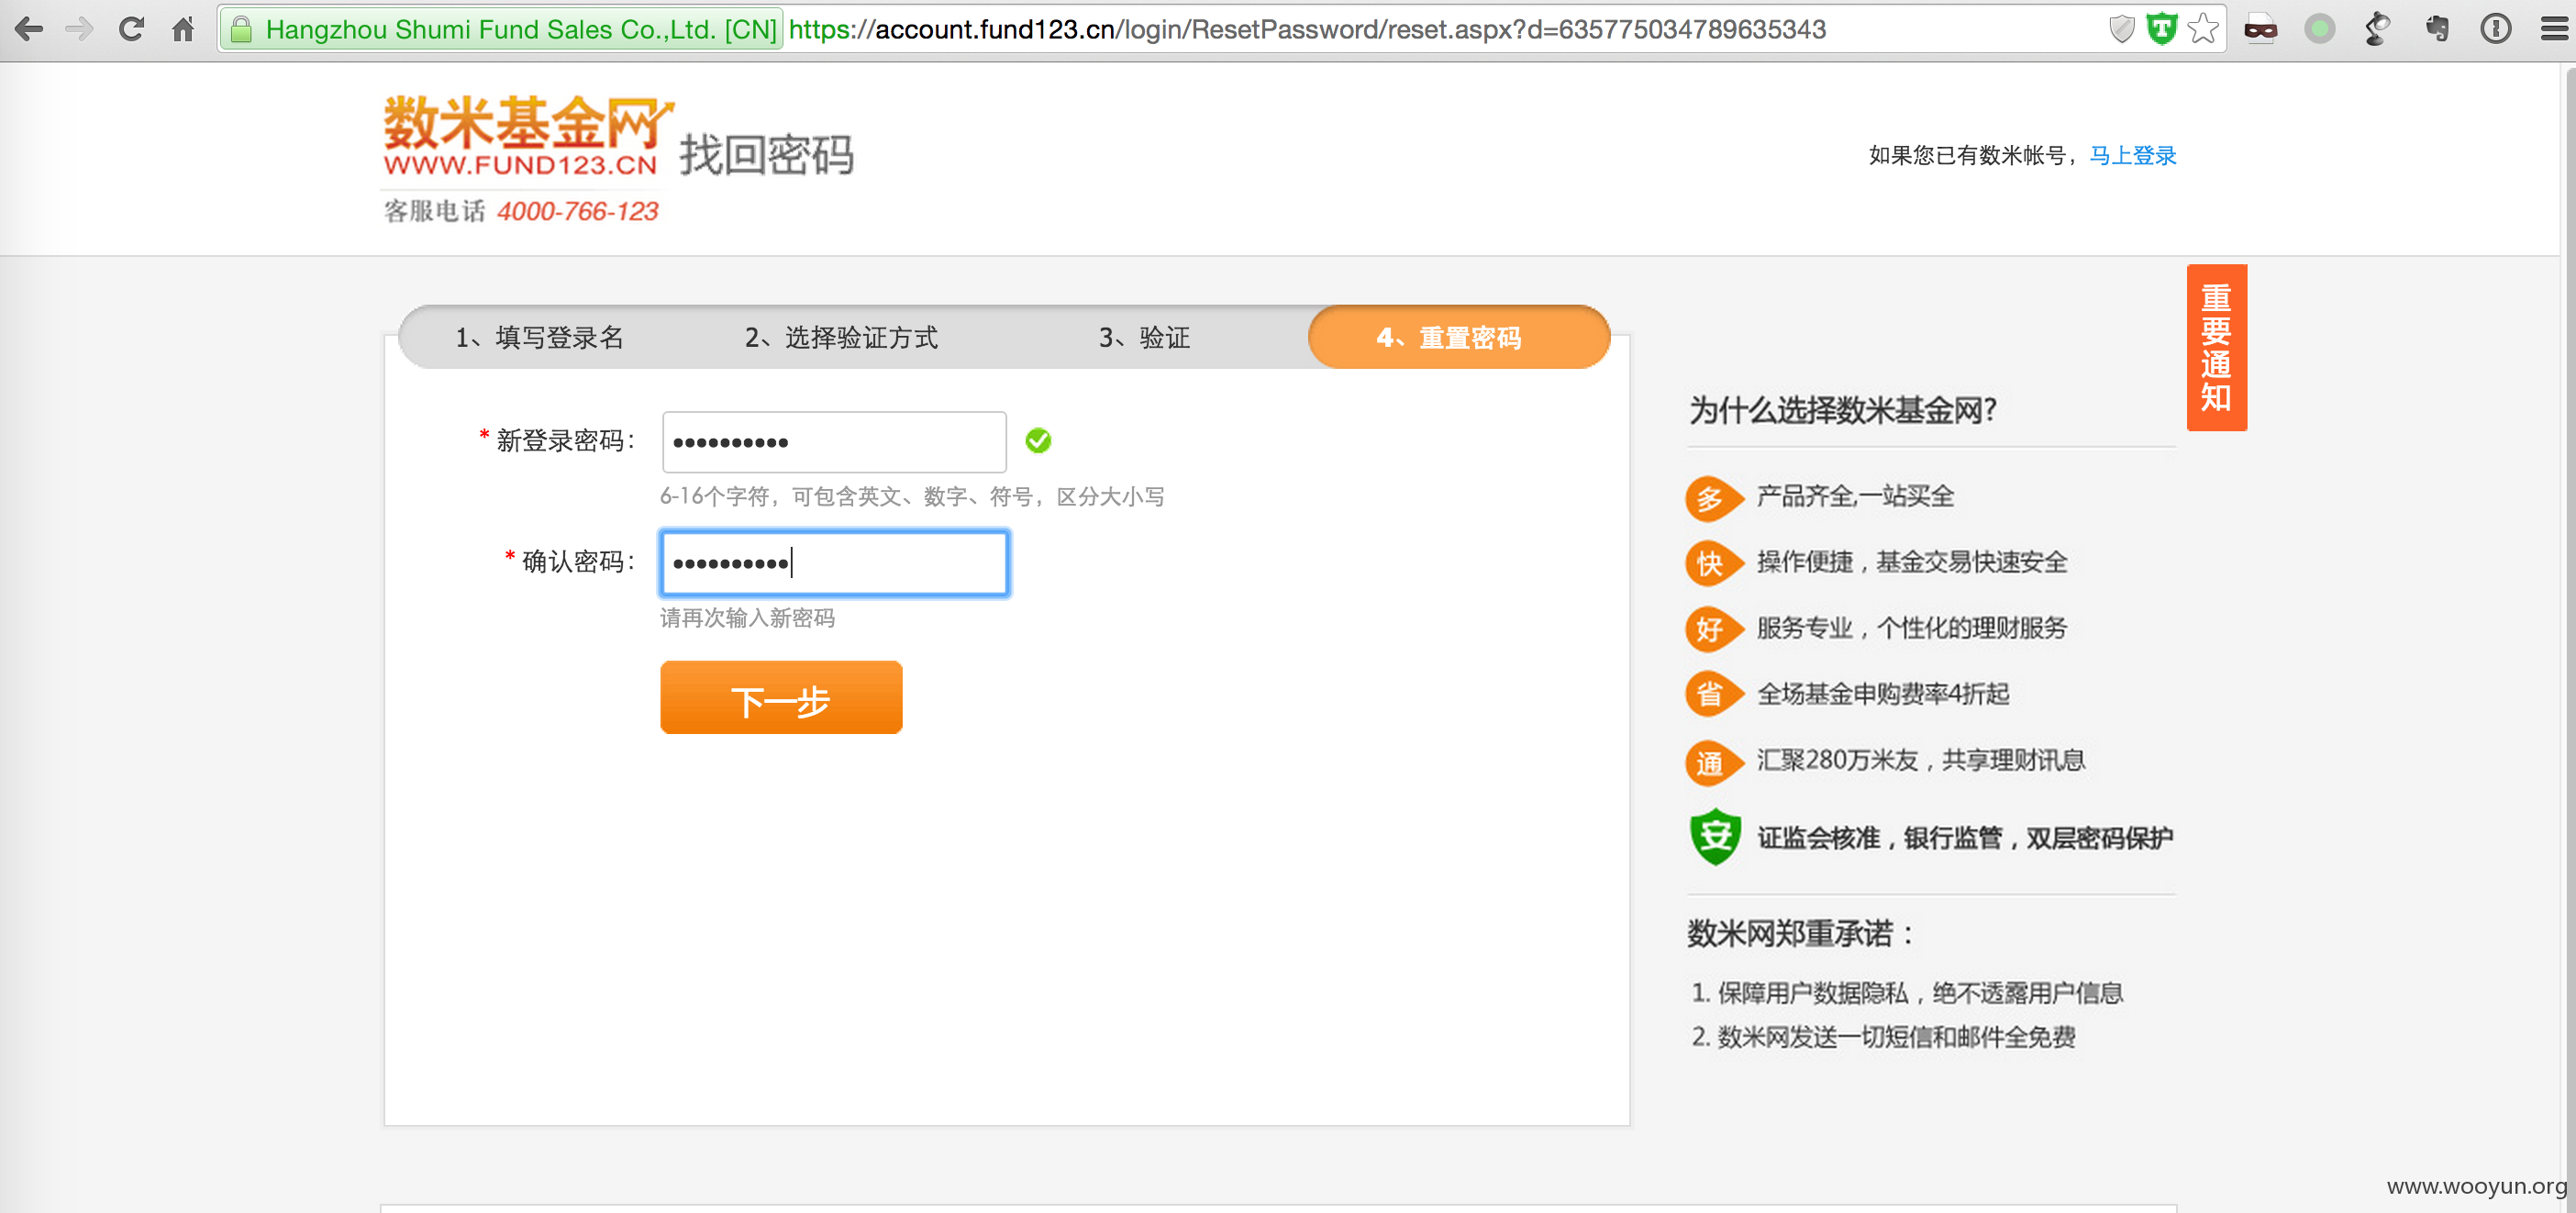 Hangzhou Shumi Fund Sales Co.,Ltd. [CN] https://account.fund123.cn/login/ResetPassword/reset.aspx?d=635775034789635343
数米基金网
WWW.FUND123.CN
找回密码
客服电话 4000-766-123
如果您已有数米帐号，马上登录
重要通知
1、填写登录名 2、选择验证方式 3、验证 4、重置密码
* 新登录密码：
6-16个字符，可包含英文、数字、符号，区分大小写
* 确认密码：
请再次输入新密码
下一步
为什么选择数米基金网?
多 产品齐全,一站买全
快 操作便捷，基金交易快速安全
好 服务专业，个性化的理财服务
省 全场基金申购费率4折起
通 汇聚280万米友，共享理财讯息
安 证监会核准，银行监管，双层密码保护
数米网郑重承诺：
1. 保障用户数据隐私，绝不透露用户信息
2. 数米网发送一切短信和邮件全免费
www.wooyun.org